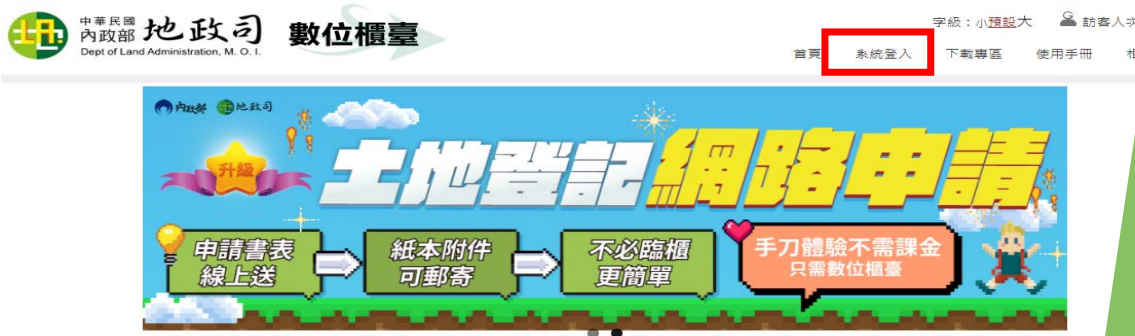 中華民國
內政部 地政司 數位櫃臺
Dept of Land Administration, M. O. I.
字級：小預設大 訪客人次
首頁 系統登入 下載專區 使用手冊
內政部 地政司
升級
土地登記網路申請
申請書表
線上送
紙本附件
可郵寄
不必臨櫃
更簡單
手刀體驗不需課金
只需數位櫃臺